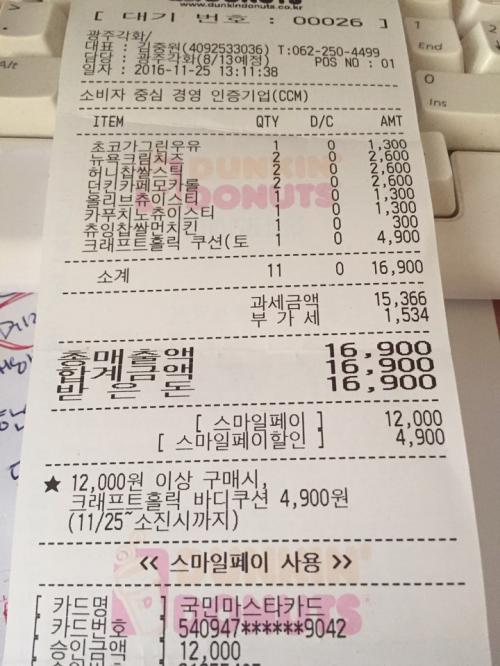 DONUTS
www.dunkindonuts.co.kr
[ 대기 번호 : 00026 ]
광주각화/
대표 : 김중원(4092533036) T:062-250-4499
담당 : 광주각화(8/13예정) POS NO : 01
일자 : 2016-11-25 13:11:38
소비자 중심 경영 인증기업(CCM)
ITEM QTY D/C AMT
초코가그린우유 1 0 1,300
뉴욕크림치즈 2 0 2,600
허니찹쌀스틱 2 0 2,600
던킨카페모카롤 2 0 2,600
올리브츄이스티 1 0 1,300
카푸치노츄이스티 1 0 1,300
츄잉찹쌀먼치킨 1 0 300
크래프트홀릭 쿠션(토 1 0 4,900
소계 11 0 16,900
과세금액 15,366
부 가 세 1,534
총매출액 16,900
합계금액 16,900
받 은 돈 16,900
[ 스마일페이 ] 12,000
[ 스마일페이할인 ] 4,900
★ 12,000원 이상 구매시,
크래프트홀릭 바디쿠션 4,900원
(11/25~소진시까지)
<< 스마일페이 사용 >>
[ 카드명 ] 국민마스타카드
[ 카드번호 ] 540947******9042
[ 승인금액 ] 12,000
DUNKIN'
DONUTS
DUNKIN'
DONUTS
Alt
1
End
2
0
Ins